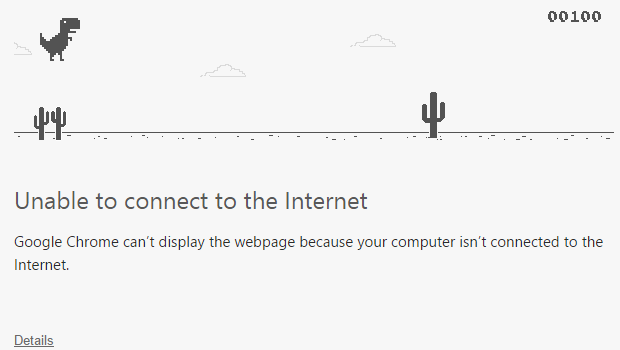 00100
Unable to connect to the Internet
Google Chrome can’t display the webpage because your computer isn’t connected to the
Internet.
Details